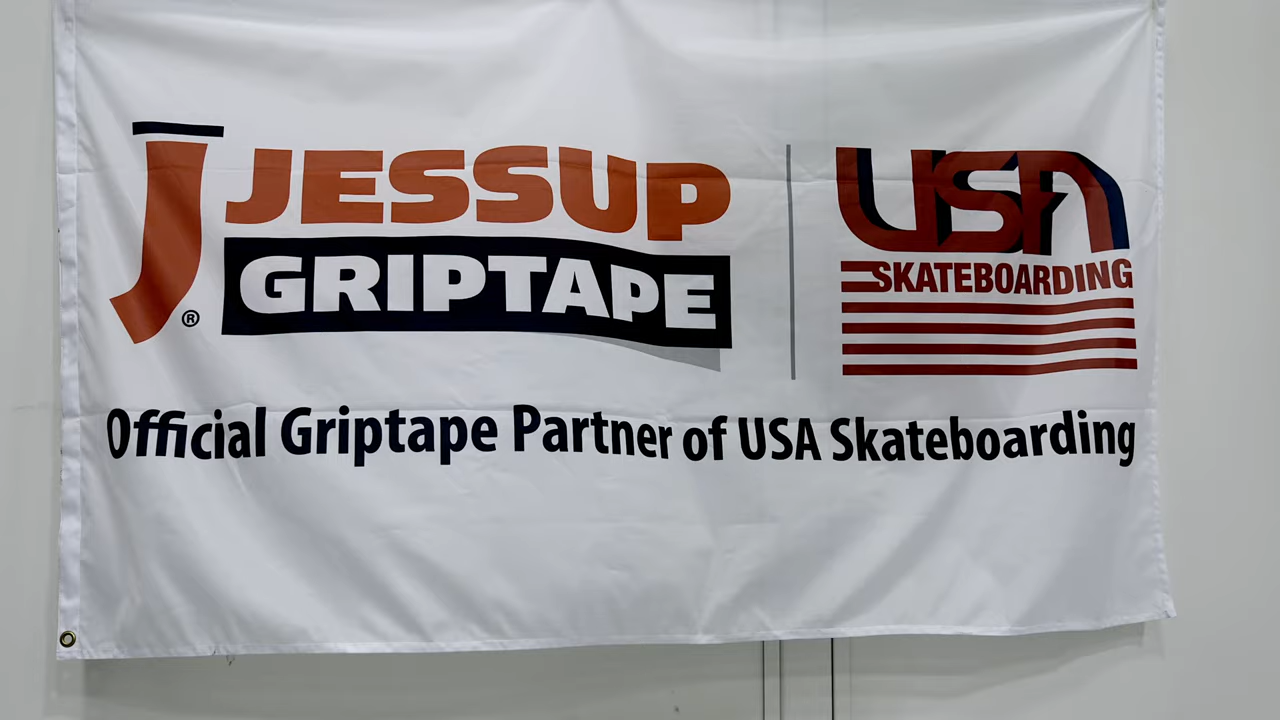 JESSUP
GRIPTAPE
®
USA
SKATEBOARDING
Official Griptape Partner of USA Skateboarding